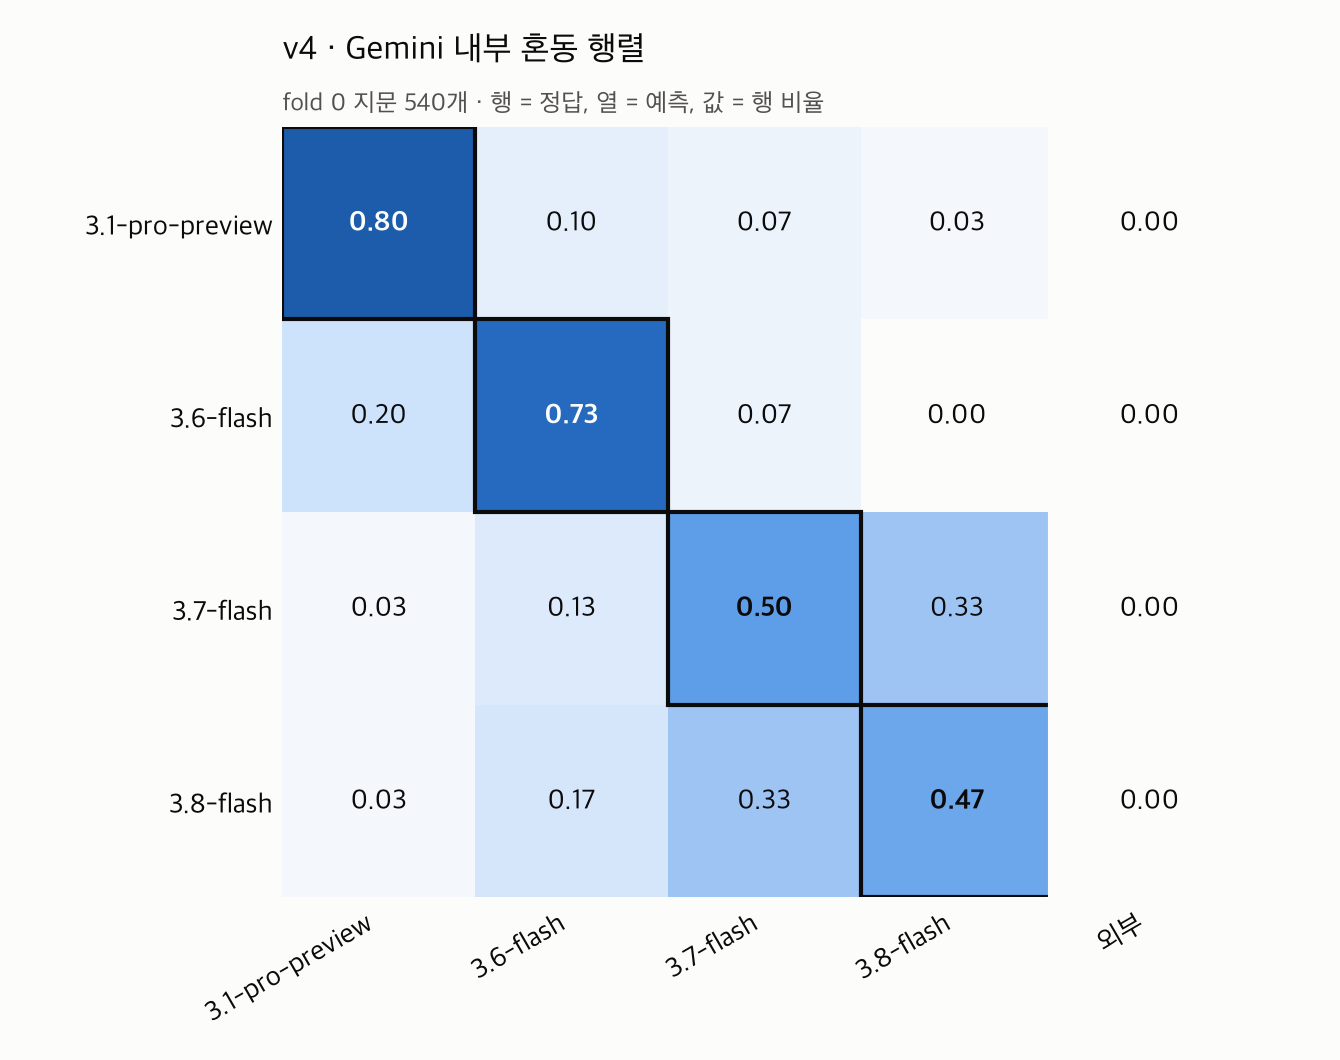 v4 · Gemini 내부 혼동 행렬
fold 0 지문 540개 · 행 = 정답, 열 = 예측, 값 = 행 비율
3.1-pro-preview 0.80 0.10 0.07 0.03 0.00
3.6-flash 0.20 0.73 0.07 0.00 0.00
3.7-flash 0.03 0.13 0.50 0.33 0.00
3.8-flash 0.03 0.17 0.33 0.47 0.00
3.1-pro-preview 3.6-flash 3.7-flash 3.8-flash 외부